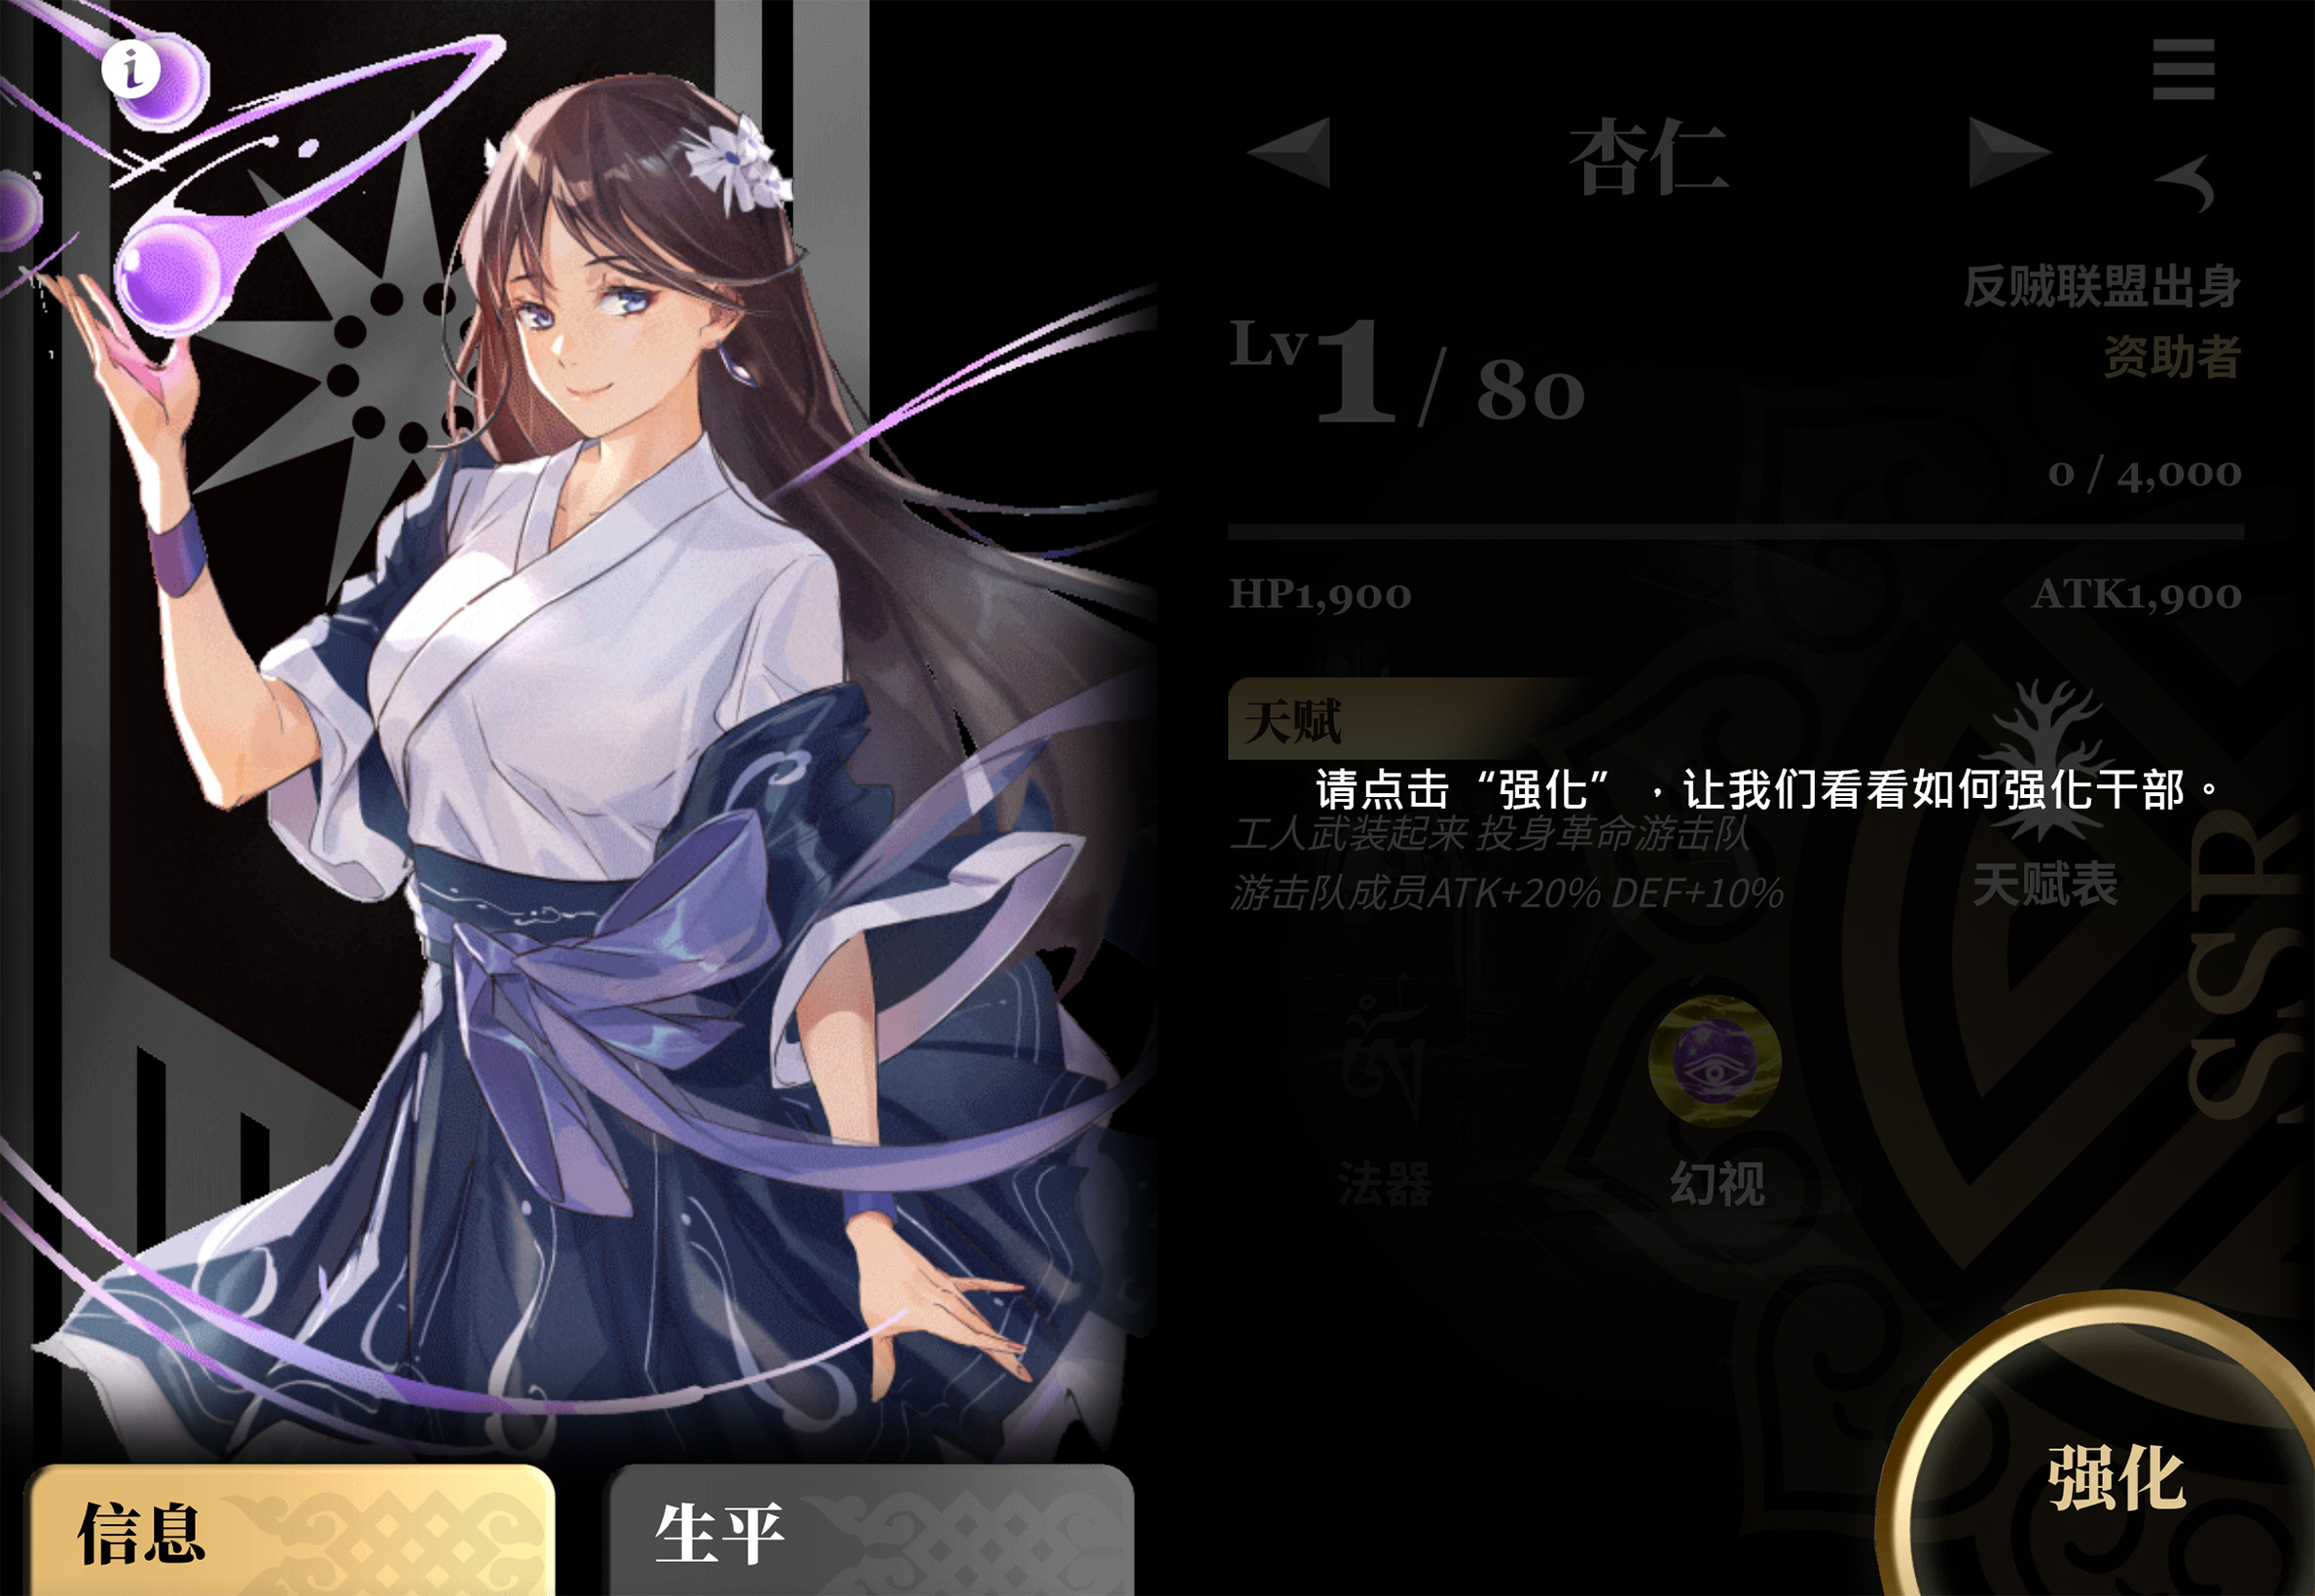 i
杏仁
反贼联盟出身
资助者
Lv 1 / 80
0 / 4,000
HP1,900
ATK1,900
天赋
请点击“强化”，让我们看看如何强化干部。
工人武装起来 投身革命游击队
游击队成员ATK+20% DEF+10%
天赋表
SSR
法器
幻视
强化
信息
生平